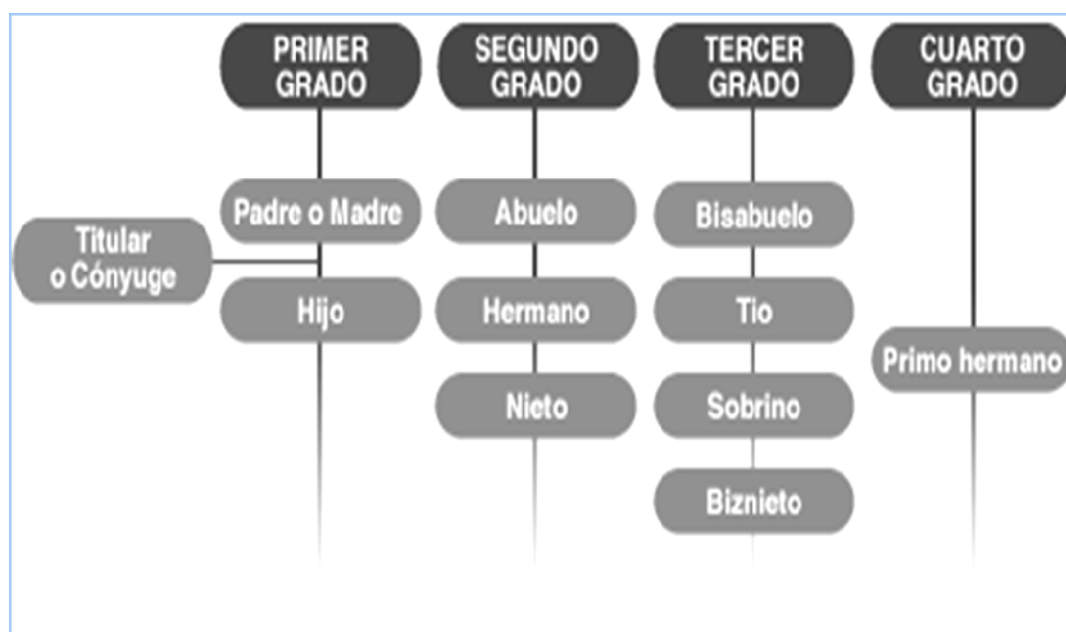 PRIMER
GRADO
SEGUNDO
GRADO
TERCER
GRADO
CUARTO
GRADO
Titular
o Cónyuge
Padre o Madre
Hijo
Abuelo
Hermano
Nieto
Bisabuelo
Tio
Sobrino
Biznieto
Primo hermano